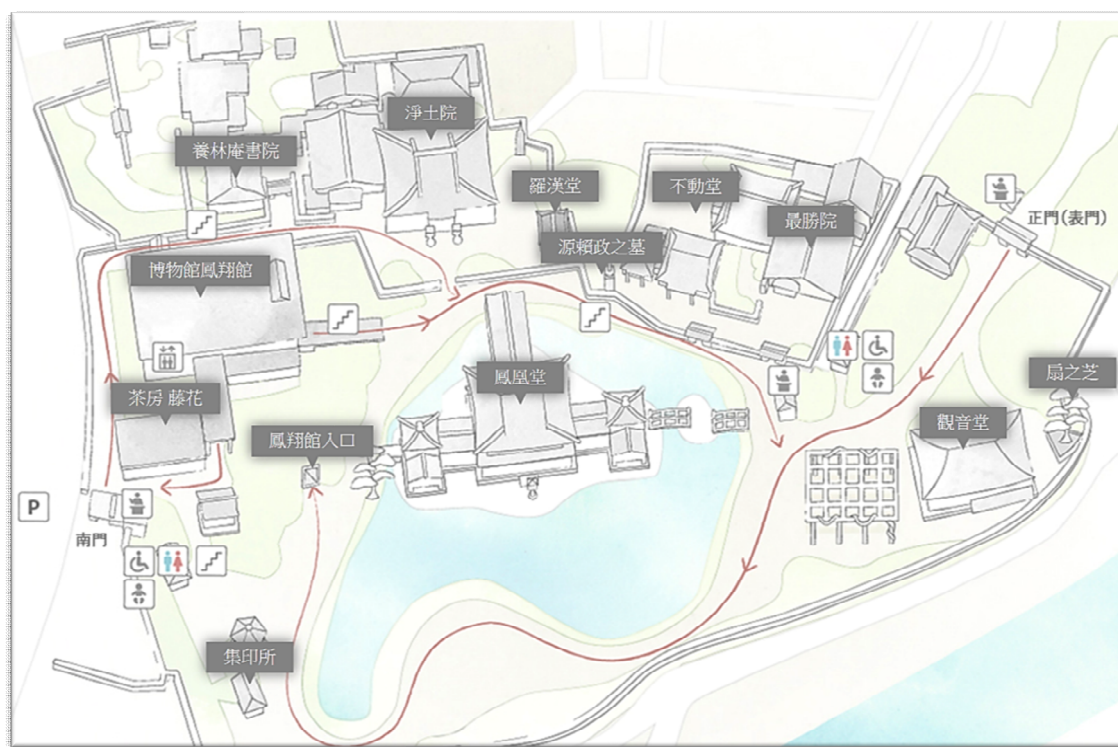 淨土院
養林庵書院
羅漢堂
不動堂
最勝院
正門(表門)
源賴政之墓
博物館鳳翔館
鳳凰堂
扇之芝
茶房 藤花
鳳翔館入口
觀音堂
P
南門
集印所